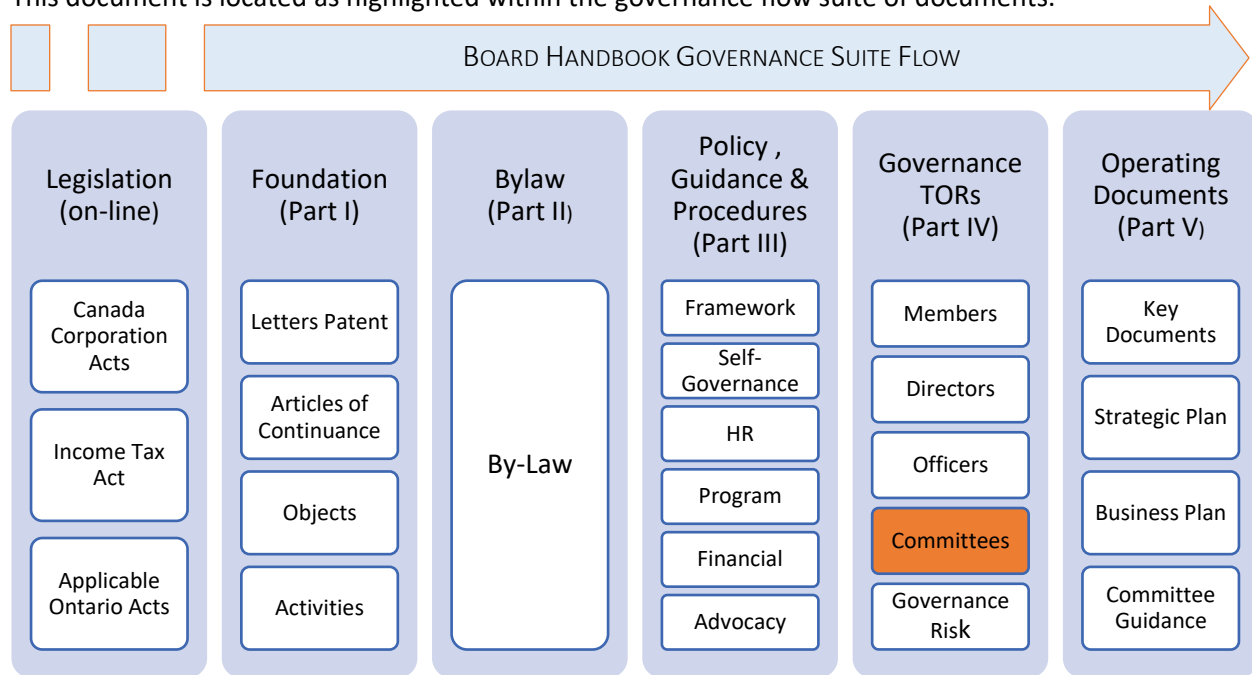 This document is located as highlighted within the governance flow suite of documents.
BOARD HANDBOOK GOVERNANCE SUITE FLOW
Legislation
(on-line)
Canada
Corporation
Acts
Income Tax
Act
Applicable
Ontario Acts
Foundation
(Part I)
Letters Patent
Articles of
Continuance
Objects
Activities
Bylaw
(Part II)
By-Law
Policy ,
Guidance &
Procedures
(Part III)
Framework
Self-
Governance
HR
Program
Financial
Advocacy
Governance
TORs
(Part IV)
Members
Directors
Officers
Committees
Governance
Risk
Operating
Documents
(Part V)
Key
Documents
Strategic Plan
Business Plan
Committee
Guidance